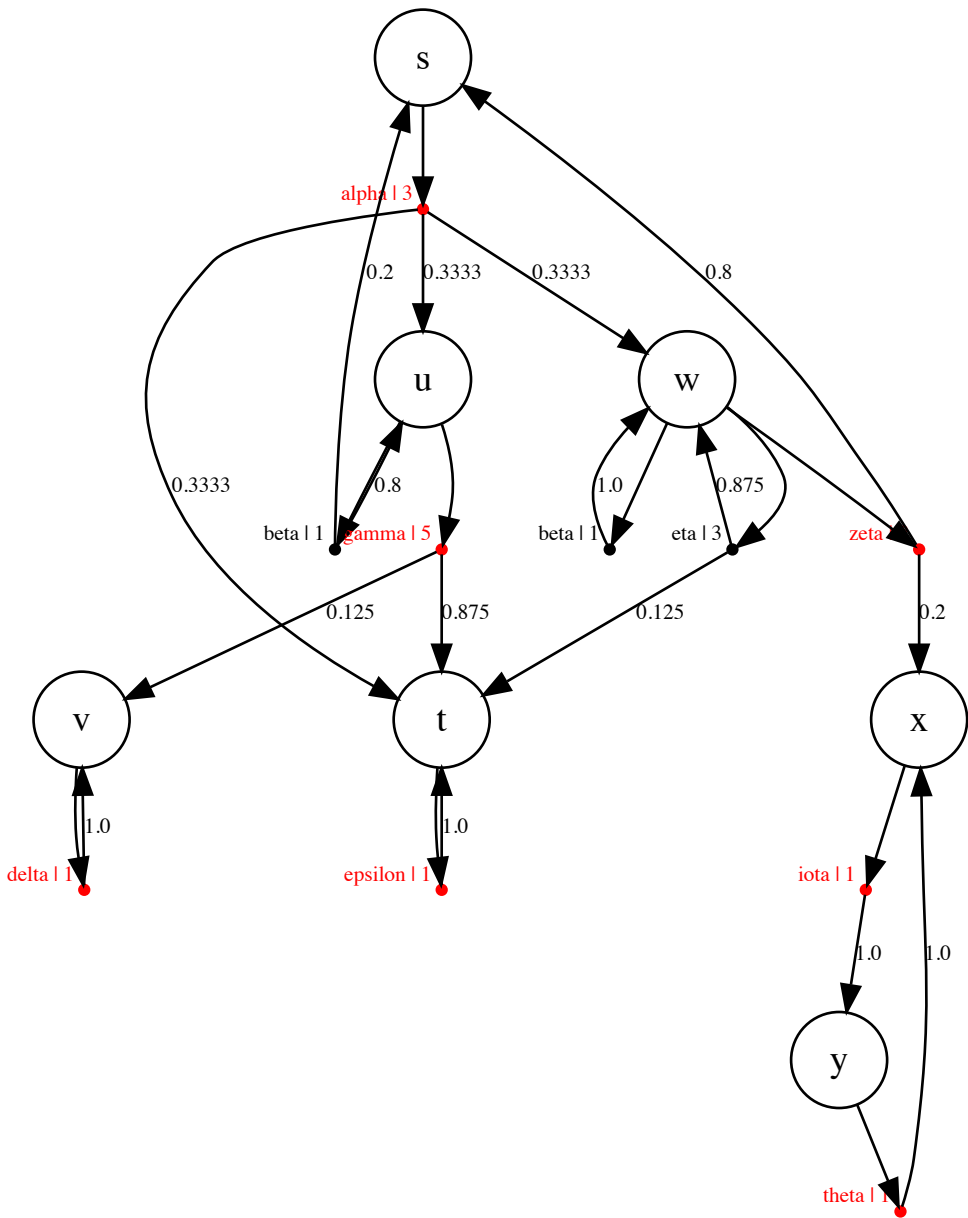 s
alpha | 3
0.2
0.3333
0.3333
0.8
u
w
0.3333
0.8
1.0
0.875
beta | 1
gamma | 5
beta | 1
eta | 3
zeta
0.125
0.875
0.125
0.2
v
t
x
1.0
1.0
delta | 1
epsilon | 1
iota | 1
1.0
1.0
y
theta | 1